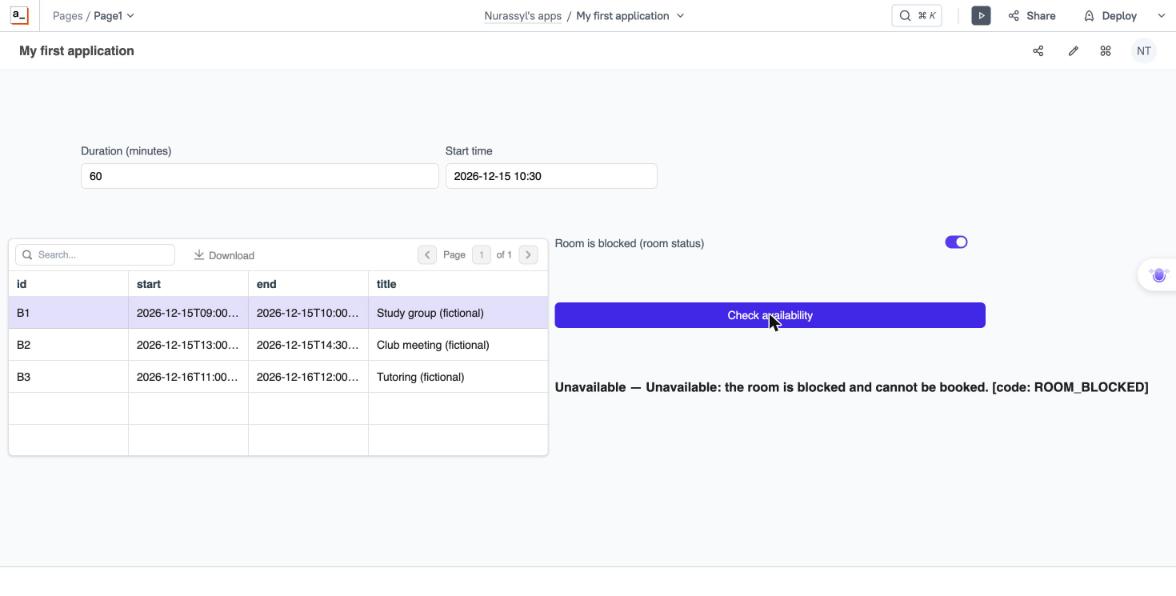 a_ Pages / Page1 Nurassyl's apps / My first application ⌘ K Share Deploy
My first application NT
Duration (minutes) Start time
60 2026-12-15 10:30
Search... Download Page 1 of 1
Room is blocked (room status)
id start end title
B1 2026-12-15T09:00... 2026-12-15T10:00... Study group (fictional)
Check availability
B2 2026-12-15T13:00... 2026-12-15T14:30... Club meeting (fictional)
B3 2026-12-16T11:00... 2026-12-16T12:00... Tutoring (fictional)
Unavailable — Unavailable: the room is blocked and cannot be booked. [code: ROOM_BLOCKED]